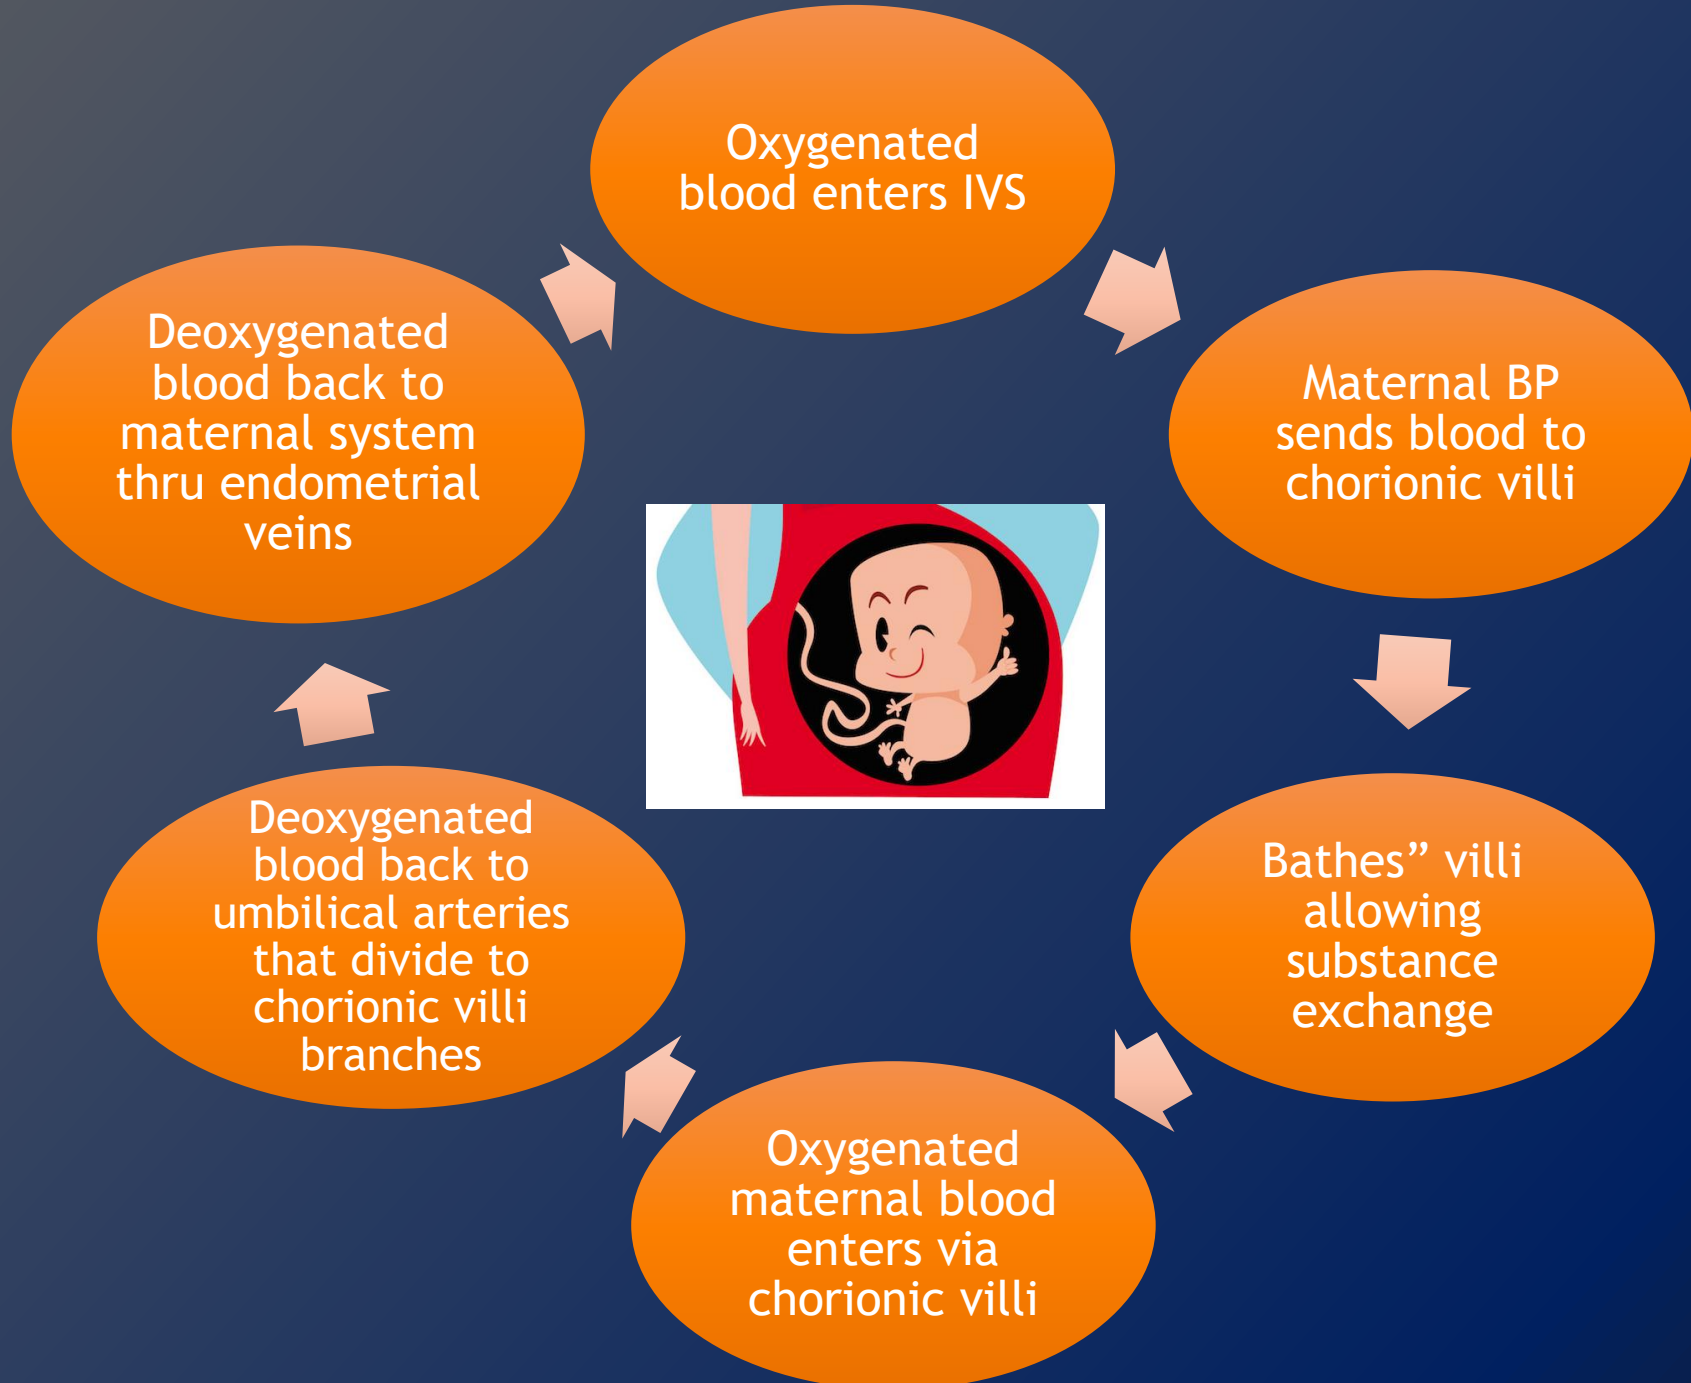 Oxygenated
blood enters IVS
Maternal BP
sends blood to
chorionic villi
Bathes” villi
allowing
substance
exchange
Oxygenated
maternal blood
enters via
chorionic villi
Deoxygenated
blood back to
umbilical arteries
that divide to
chorionic villi
branches
Deoxygenated
blood back to
maternal system
thru endometrial
veins